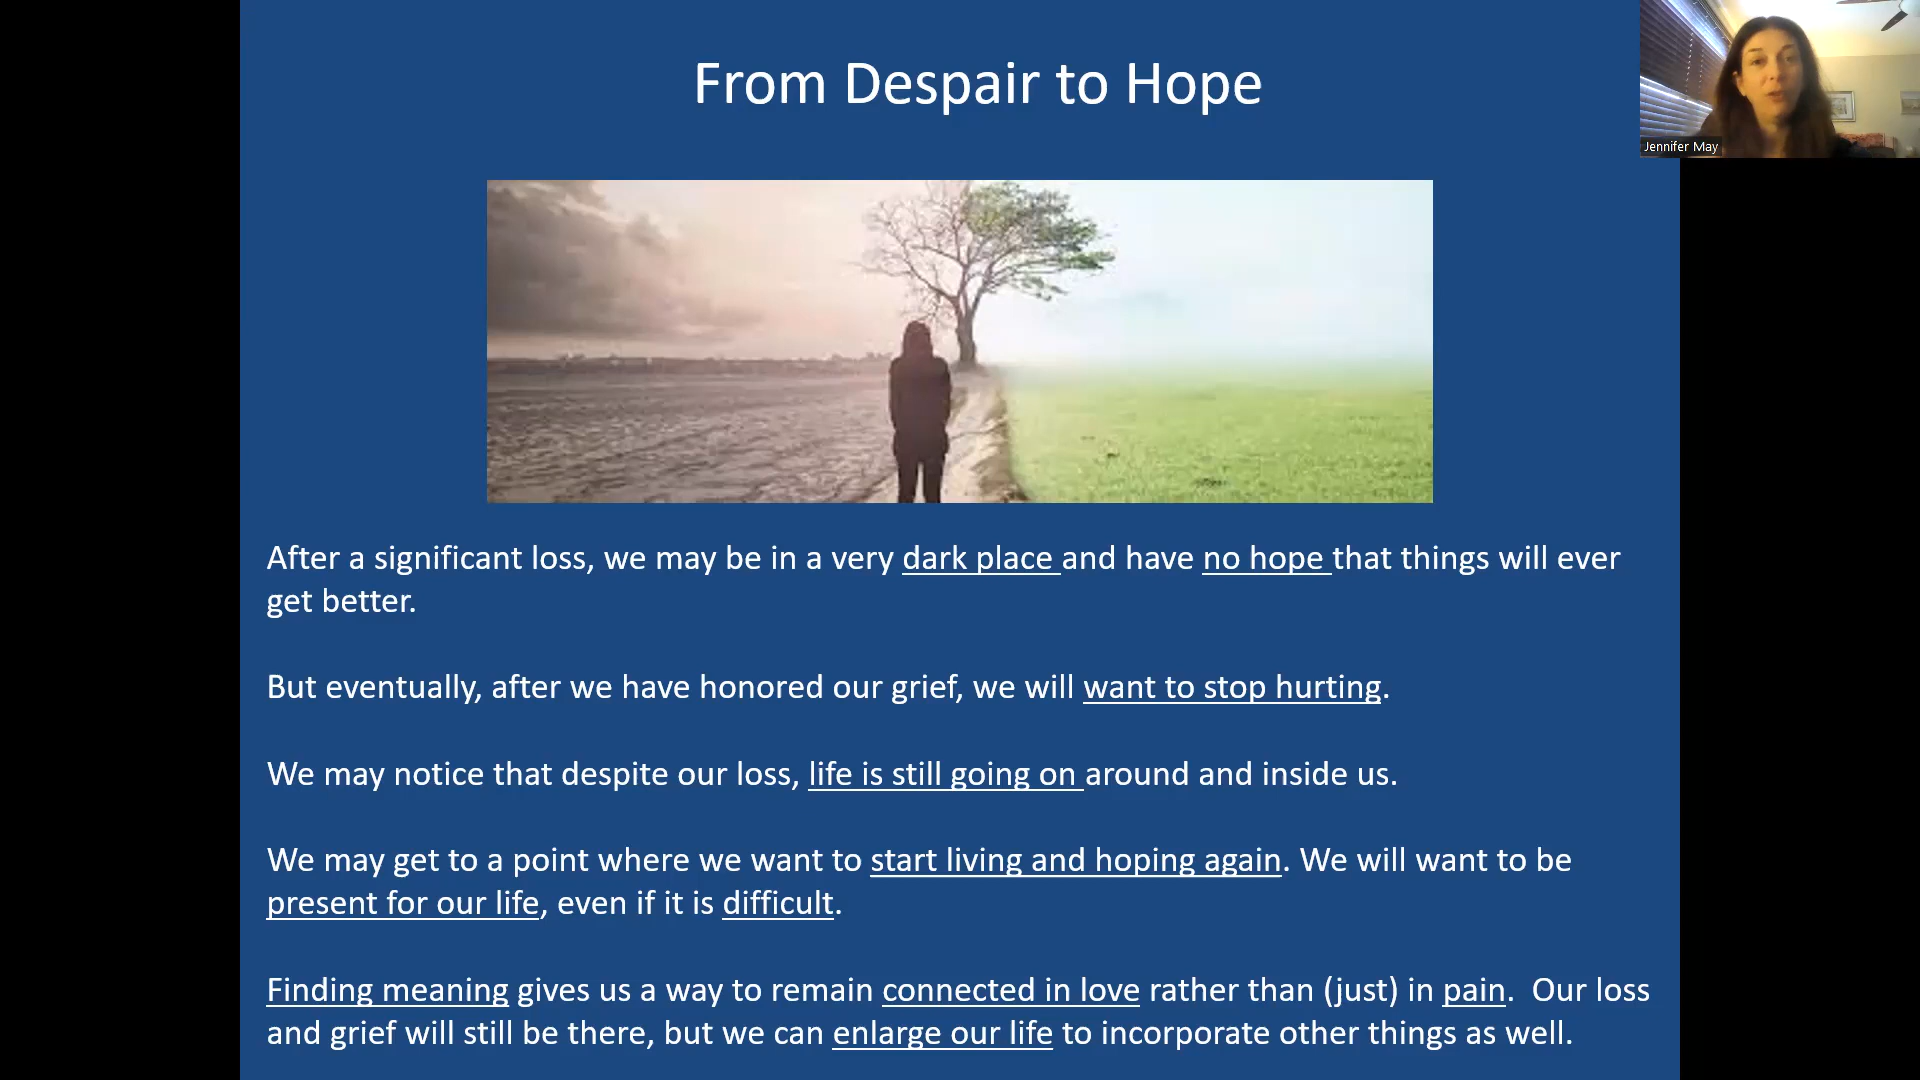 From Despair to Hope
Jennifer May
After a significant loss, we may be in a very dark place and have no hope that things will ever
get better.
But eventually, after we have honored our grief, we will want to stop hurting.
We may notice that despite our loss, life is still going on around and inside us.
We may get to a point where we want to start living and hoping again. We will want to be
present for our life, even if it is difficult.
Finding meaning gives us a way to remain connected in love rather than (just) in pain.  Our loss
and grief will still be there, but we can enlarge our life to incorporate other things as well.